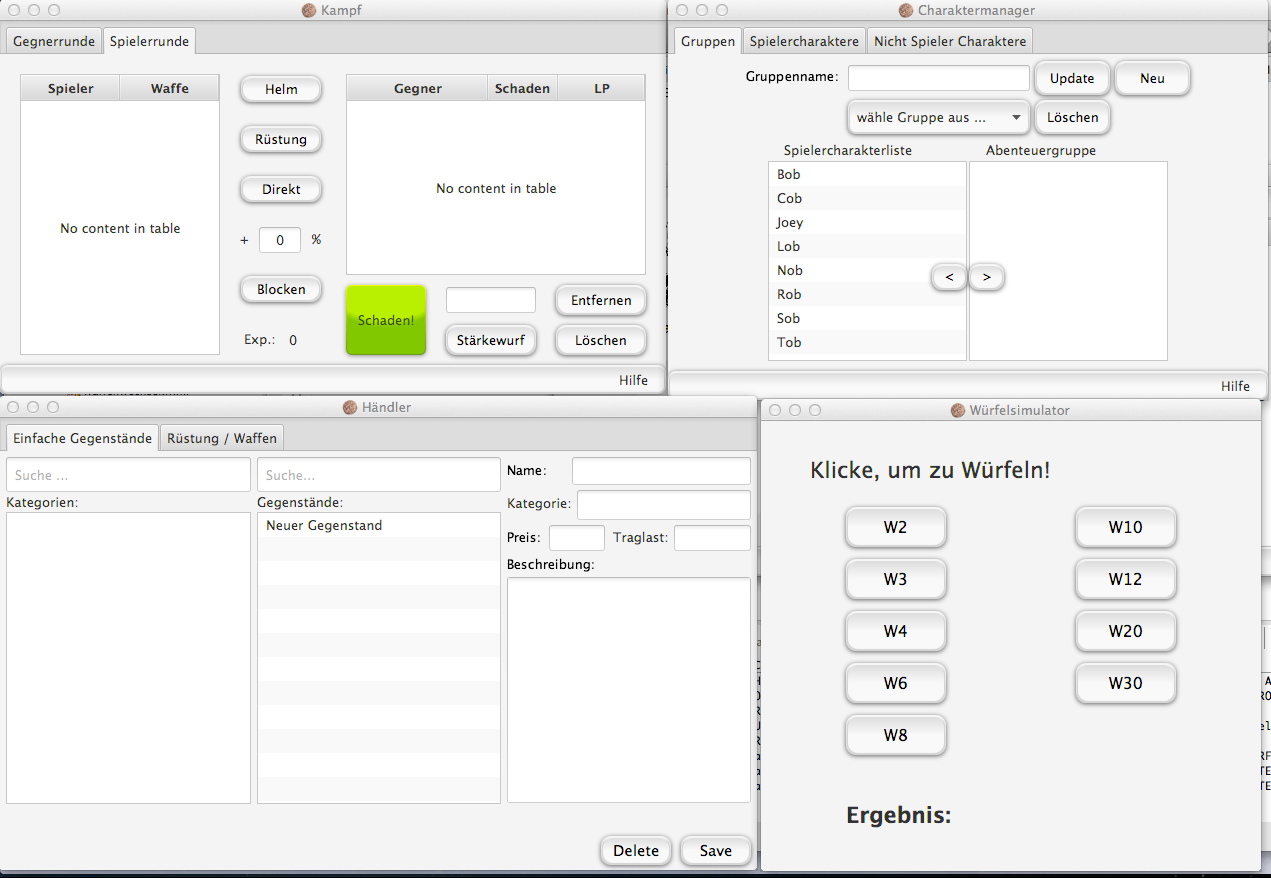 Kampf
Gegnerrunde Spielerrunde
Spieler Waffe
No content in table
Helm
Rüstung
Direkt
+ 0 %
Blocken
Exp.: 0
Gegner Schaden LP
No content in table
Schaden!
Entfernen
Stärkewurf Löschen
Hilfe
Charaktermanager
Gruppen Spielercharaktere Nicht Spieler Charaktere
Gruppenname: Update Neu
wähle Gruppe aus ... Löschen
Spielercharakterliste Abenteuergruppe
Bob
Cob
Joey
Lob
Nob
Rob
Sob
Tob
< >
Hilfe
Händler
Einfache Gegenstände Rüstung / Waffen
Suche ... Suche...
Kategorien: Gegenstände:
Neuer Gegenstand
Name:
Kategorie:
Preis: Traglast:
Beschreibung:
Delete Save
Würfelsimulator
Klicke, um zu Würfeln!
W2 W10
W3 W12
W4 W20
W6 W30
W8
Ergebnis: